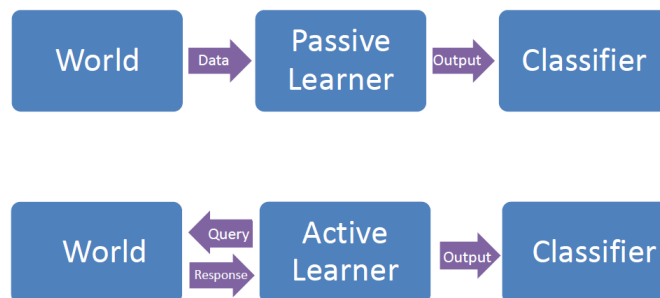 World
Data
Passive
Learner
Output
Classifier
World
Query
Response
Active
Learner
Output
Classifier